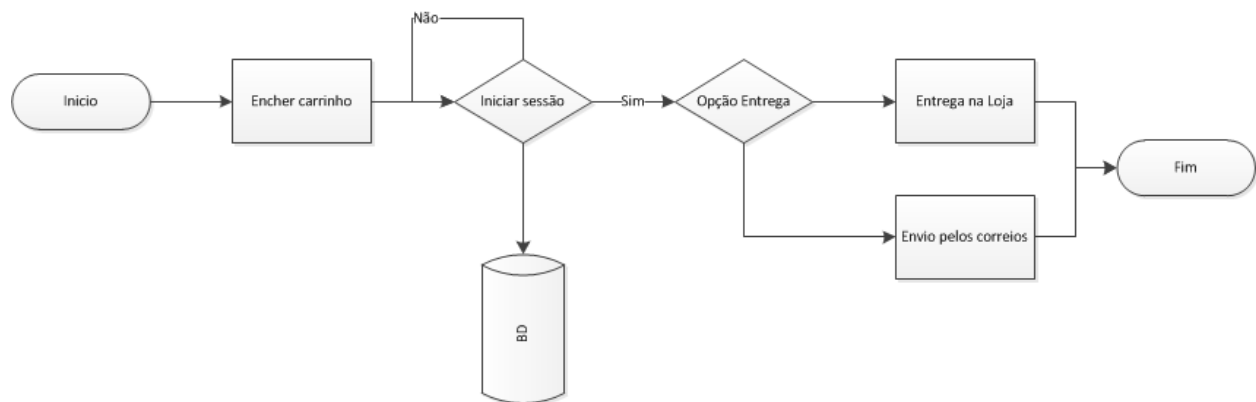 Não
Inicio
Encher carrinho
Iniciar sessão
Sim
Opção Entrega
Entrega na Loja
Fim
Envio pelos correios
BD